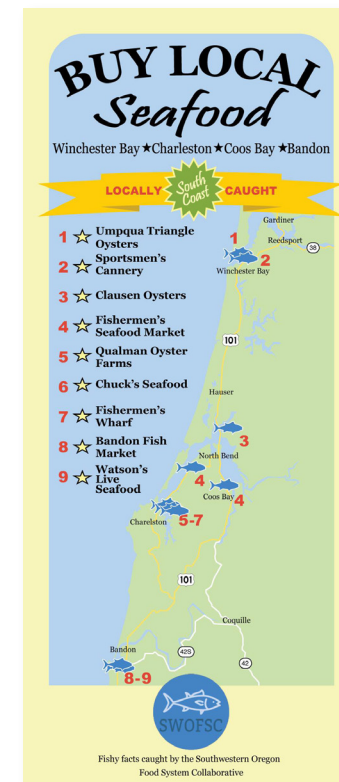 BUY LOCAL
Seafood
Winchester Bay ★Charleston★Coos Bay ★Bandon
LOCALLY South Coast CAUGHT
1 Umpqua Triangle
Oysters
2 Sportsmen's
Cannery
3 Clausen Oysters
4 Fishermen's
Seafood Market
5 Qualman Oyster
Farms
6 Chuck's Seafood
7 Fishermen's
Wharf
8 Bandon Fish
Market
9 Watson's
Live
Seafood
Gardiner
Reedsport
38
1
2
Winchester Bay
101
Hauser
3
North Bend
4
Coos Bay
4
Charelston
5-7
101
Coquille
Bandon
42S
42
8-9
SWOFSC
Fishy facts caught by the Southwestern Oregon
Food System Collaborative